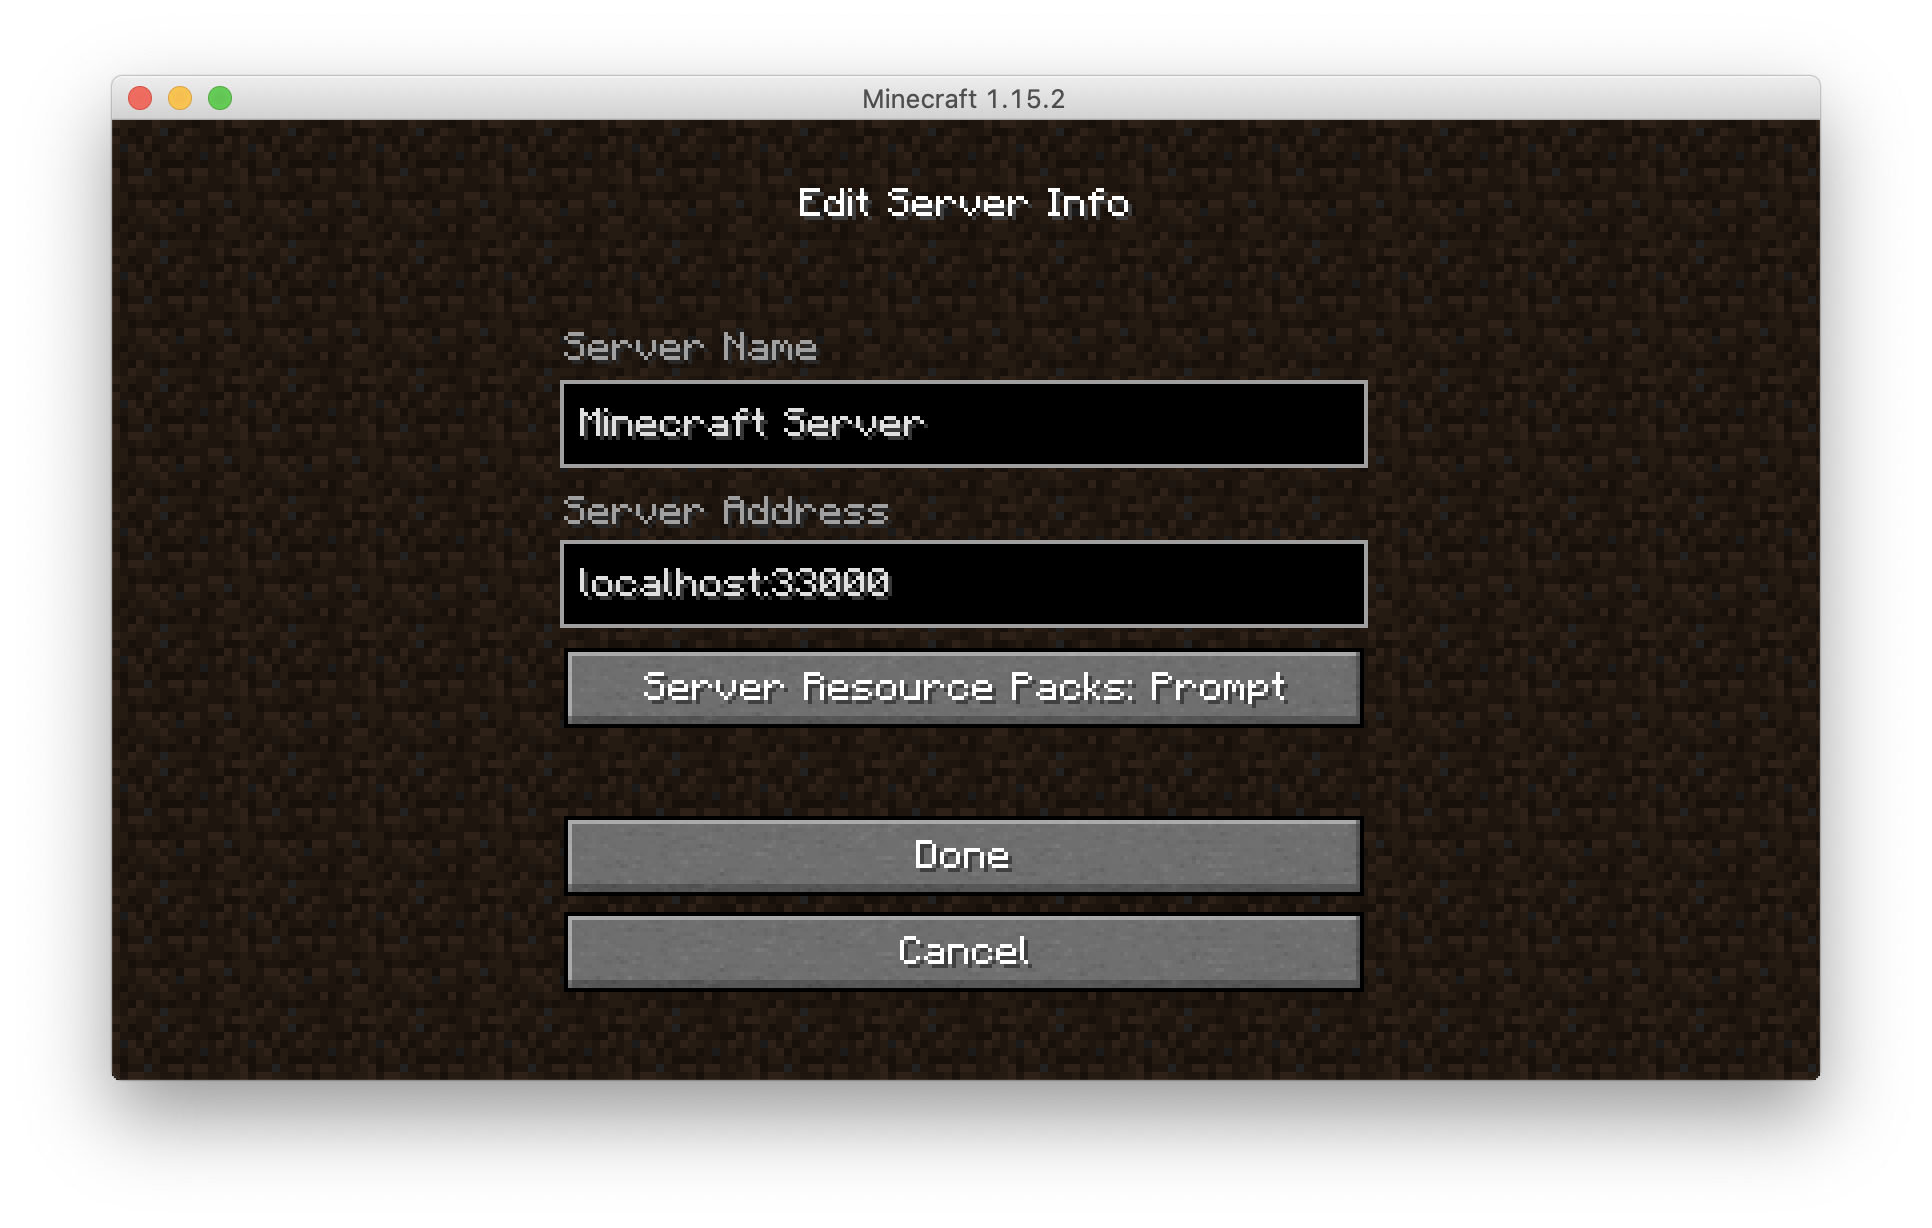 Minecraft 1.15.2
Edit Server Info
Server Name
Minecraft Server
Server Address
localhost:33000
Server Resource Packs: Prompt
Done
Cancel